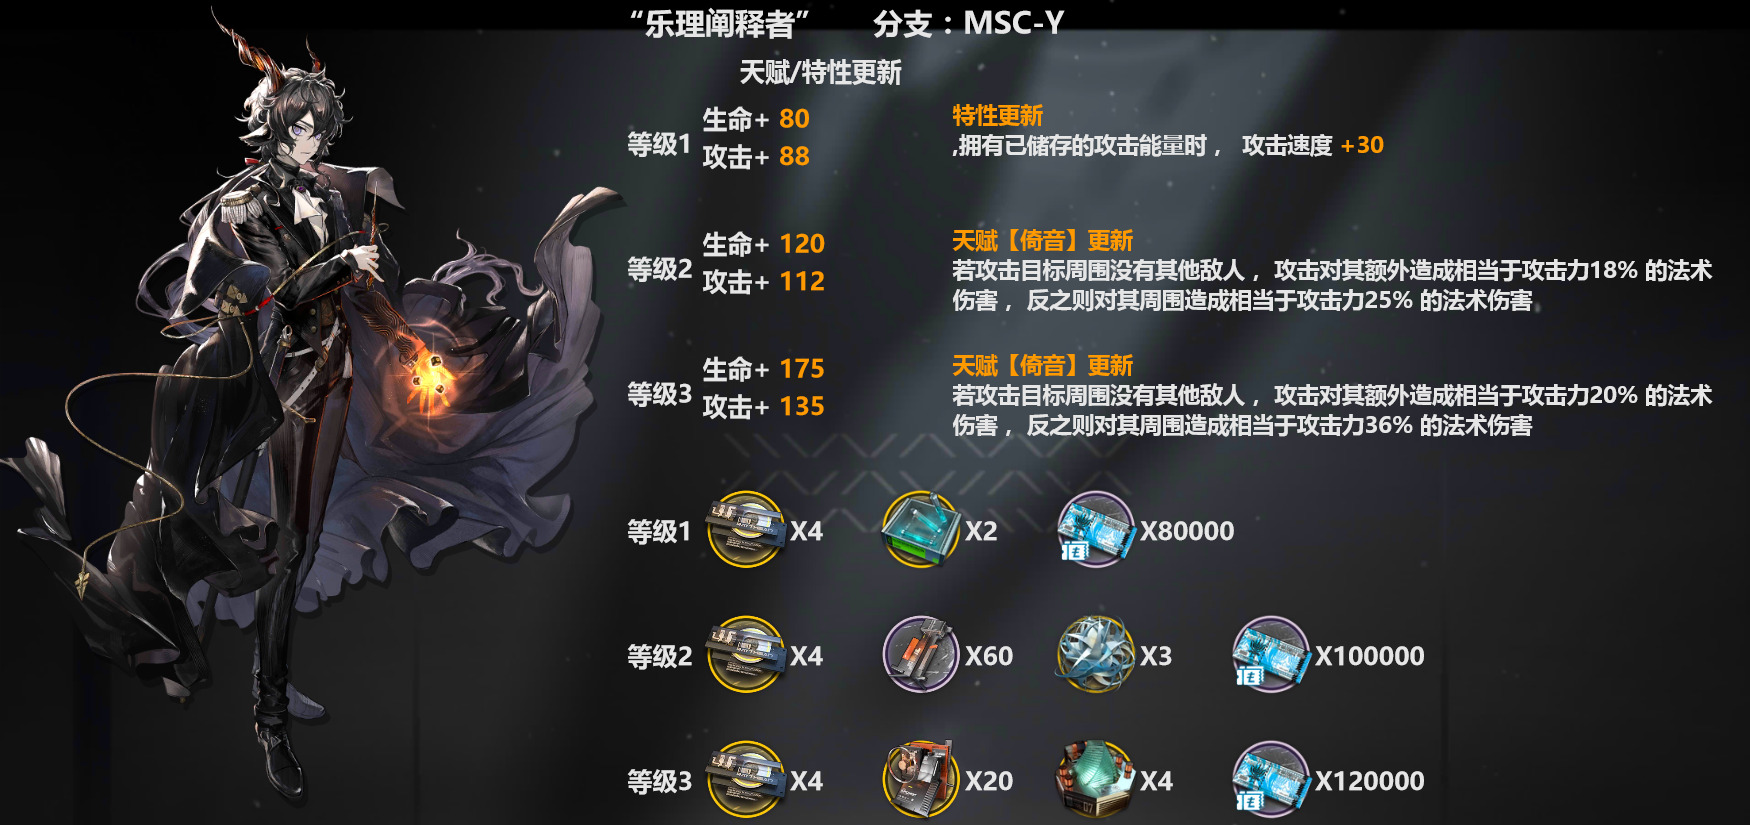 “乐理阐释者” 分支：MSC-Y
天赋/特性更新
等级1
生命+ 80
攻击+ 88
特性更新
,拥有已储存的攻击能量时， 攻击速度 +30
等级2
生命+ 120
攻击+ 112
天赋【倚音】更新
若攻击目标周围没有其他敌人，攻击对其额外造成相当于攻击力18% 的法术
伤害，反之则对其周围造成相当于攻击力25% 的法术伤害
等级3
生命+ 175
攻击+ 135
天赋【倚音】更新
若攻击目标周围没有其他敌人，攻击对其额外造成相当于攻击力20% 的法术
伤害，反之则对其周围造成相当于攻击力36% 的法术伤害
等级1 X4 X2 X80000
等级2 X4 X60 X3 X100000
等级3 X4 X20 X4 X120000